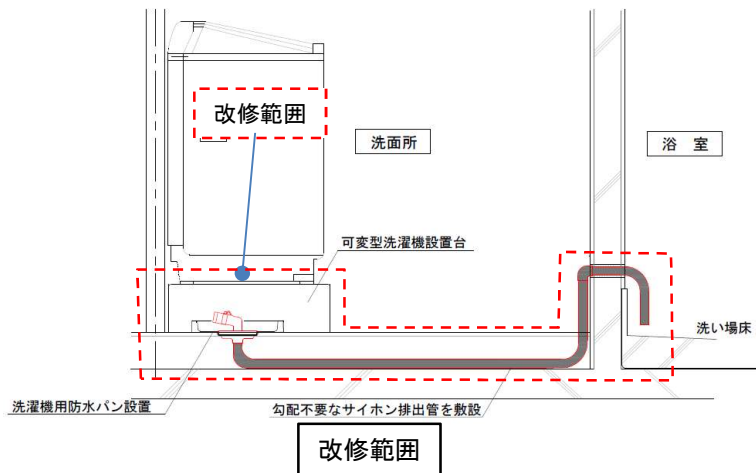 改修範囲
洗面所
浴室
可変型洗濯機設置台
洗い場床
洗濯機用防水パン設置
勾配不要なサイホン排出管を敷設
改修範囲